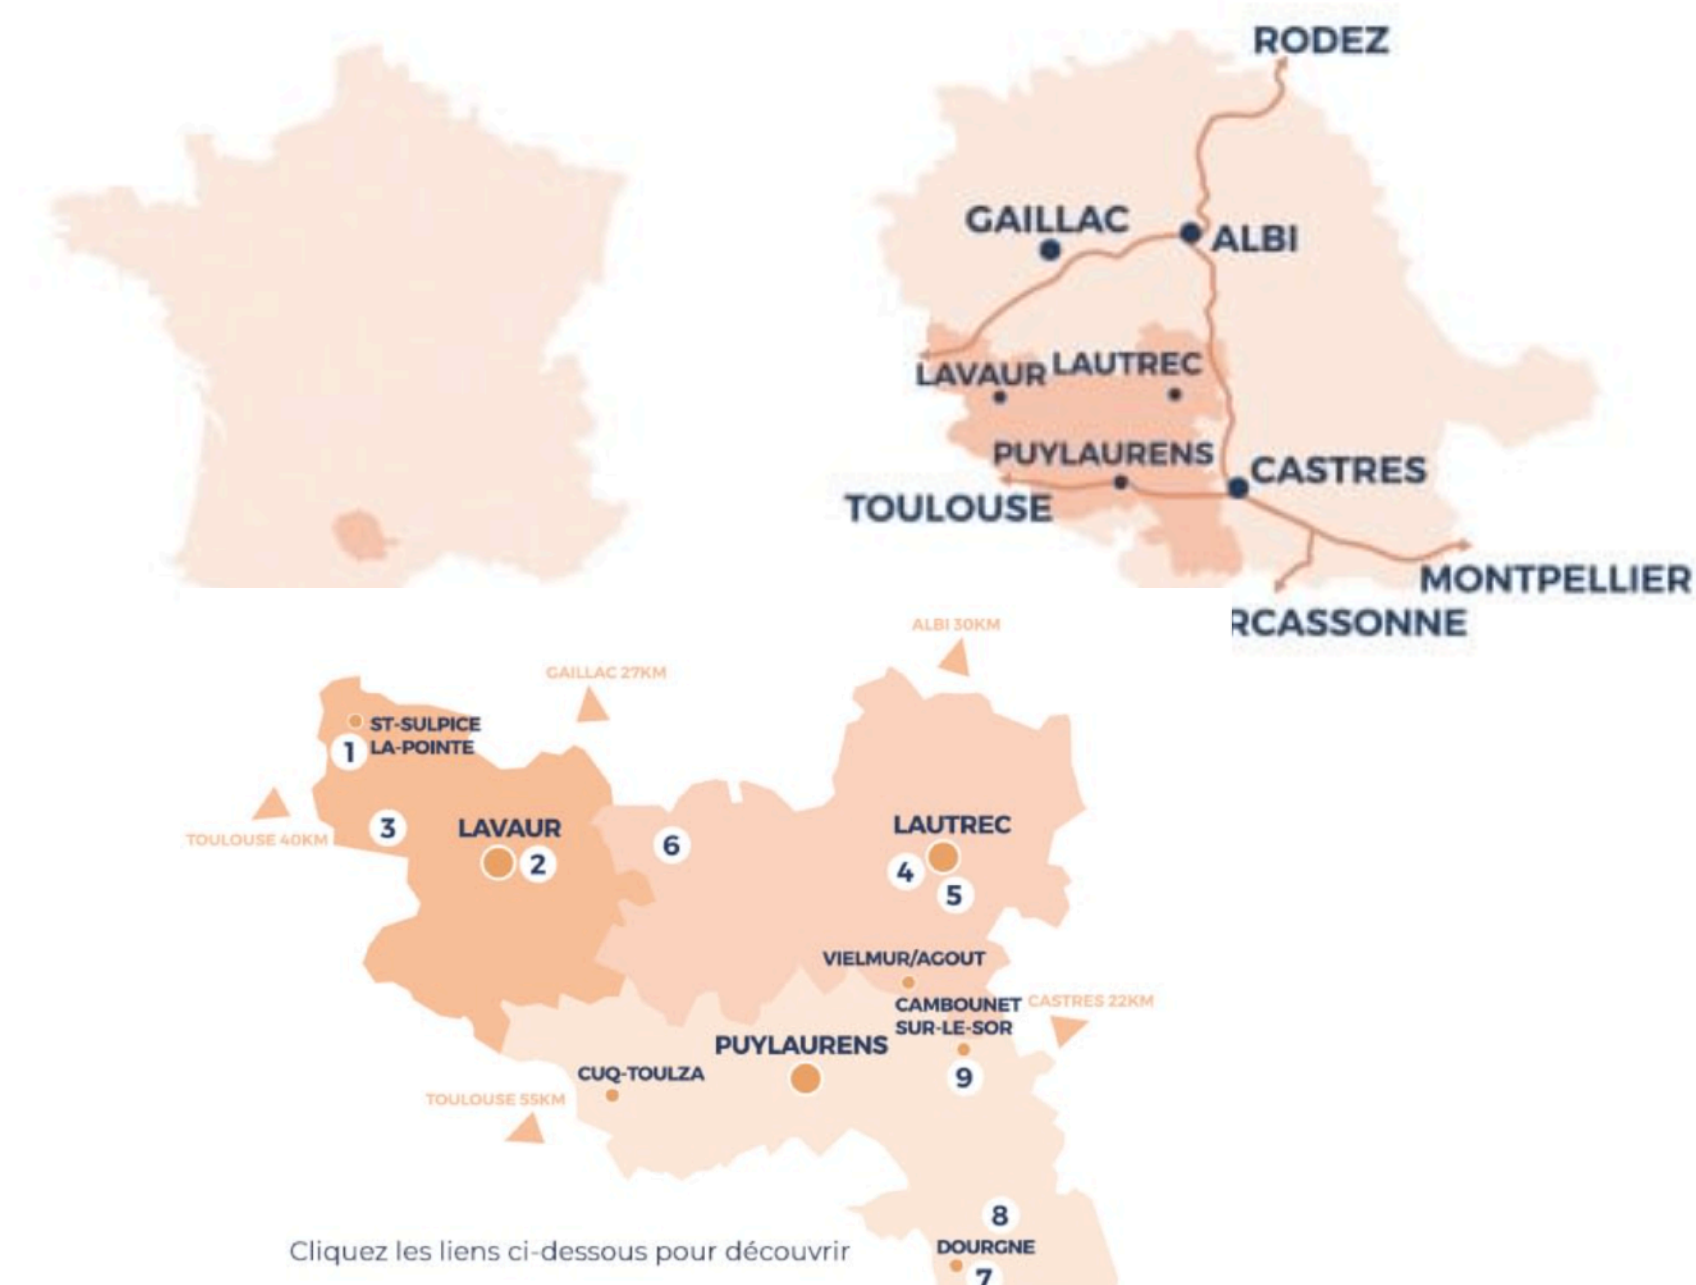 RODEZ
GAILLAC
ALBI
LAVAUR
LAUTREC
PUYLAURENS
CASTRES
TOULOUSE
MONTPELLIER
RCASSONNE
ALBI 30KM
GAILLAC 27KM
ST-SULPICE
LA-POINTE
1
TOULOUSE 40KM
3
LAVAUR
2
6
LAUTREC
4
5
VIELMUR/AGOUT
CAMBOUNET
SUR-LE-SOR
CASTRES 22KM
9
PUYLAURENS
CUQ-TOULZA
TOULOUSE 55KM
8
DOURGNE
7
Cliquez les liens ci-dessous pour découvrir